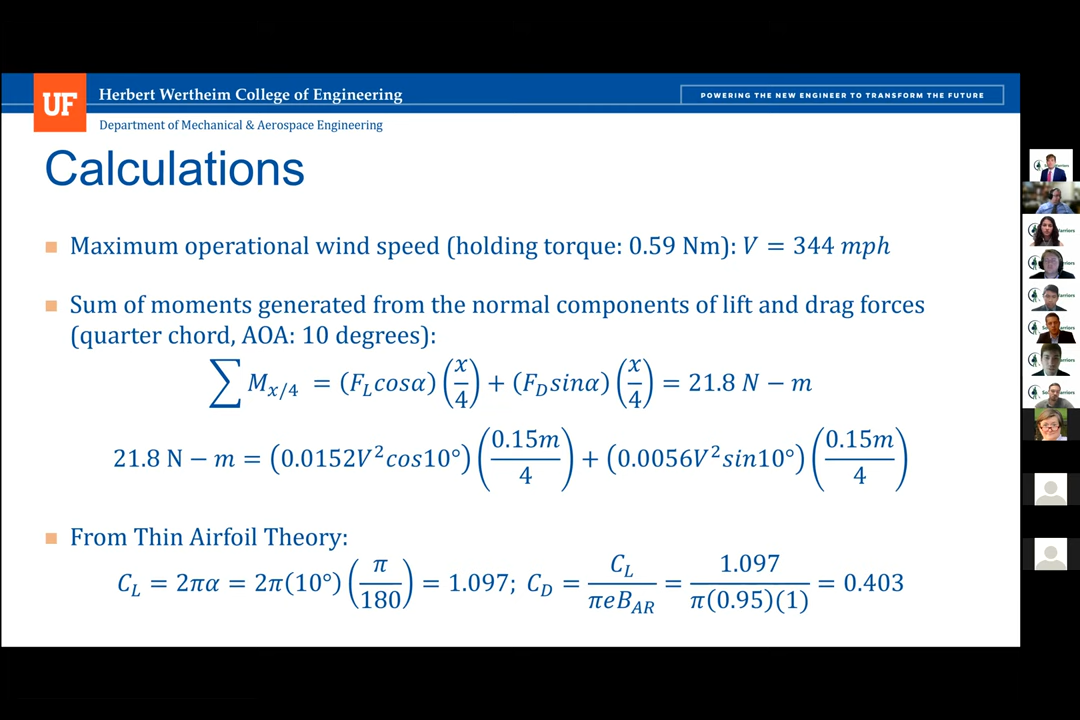 UF Herbert Wertheim College of Engineering
POWERING THE NEW ENGINEER TO TRANSFORM THE FUTURE
Department of Mechanical & Aerospace Engineering
Calculations
Maximum operational wind speed (holding torque: 0.59 Nm): V = 344 mph
Sum of moments generated from the normal components of lift and drag forces
(quarter chord, AOA: 10 degrees):
∑ M_{x/4} = (F_L cosα) (x/4) + (F_D sinα) (x/4) = 21.8 N − m
21.8 N − m = (0.0152V² cos10°) (0.15m/4) + (0.0056V² sin10°) (0.15m/4)
From Thin Airfoil Theory:
C_L = 2πα = 2π(10°) (π/180) = 1.097; C_D = C_L/(πeB_{AR}) = 1.097/(π(0.95)(1)) = 0.403